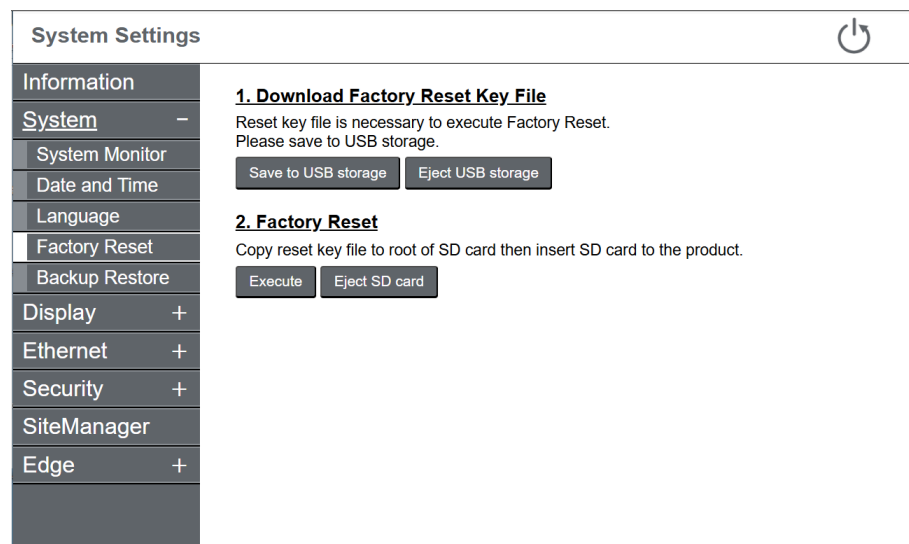 System Settings
Information
System −
System Monitor
Date and Time
Language
Factory Reset
Backup Restore
Display +
Ethernet +
Security +
SiteManager
Edge +
1. Download Factory Reset Key File
Reset key file is necessary to execute Factory Reset.
Please save to USB storage.
Save to USB storage Eject USB storage
2. Factory Reset
Copy reset key file to root of SD card then insert SD card to the product.
Execute Eject SD card